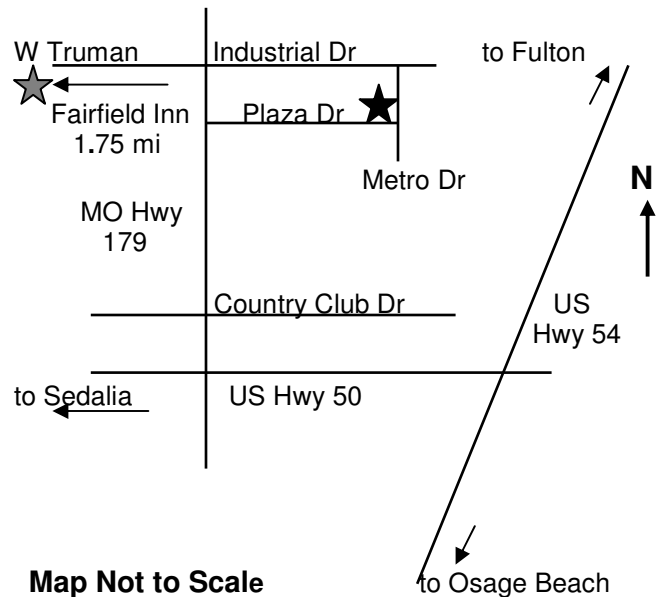 W Truman
Industrial Dr
to Fulton
Fairfield Inn
1.75 mi
Plaza Dr
Metro Dr
N
MO Hwy
179
Country Club Dr
US
Hwy 54
to Sedalia
US Hwy 50
Map Not to Scale
to Osage Beach